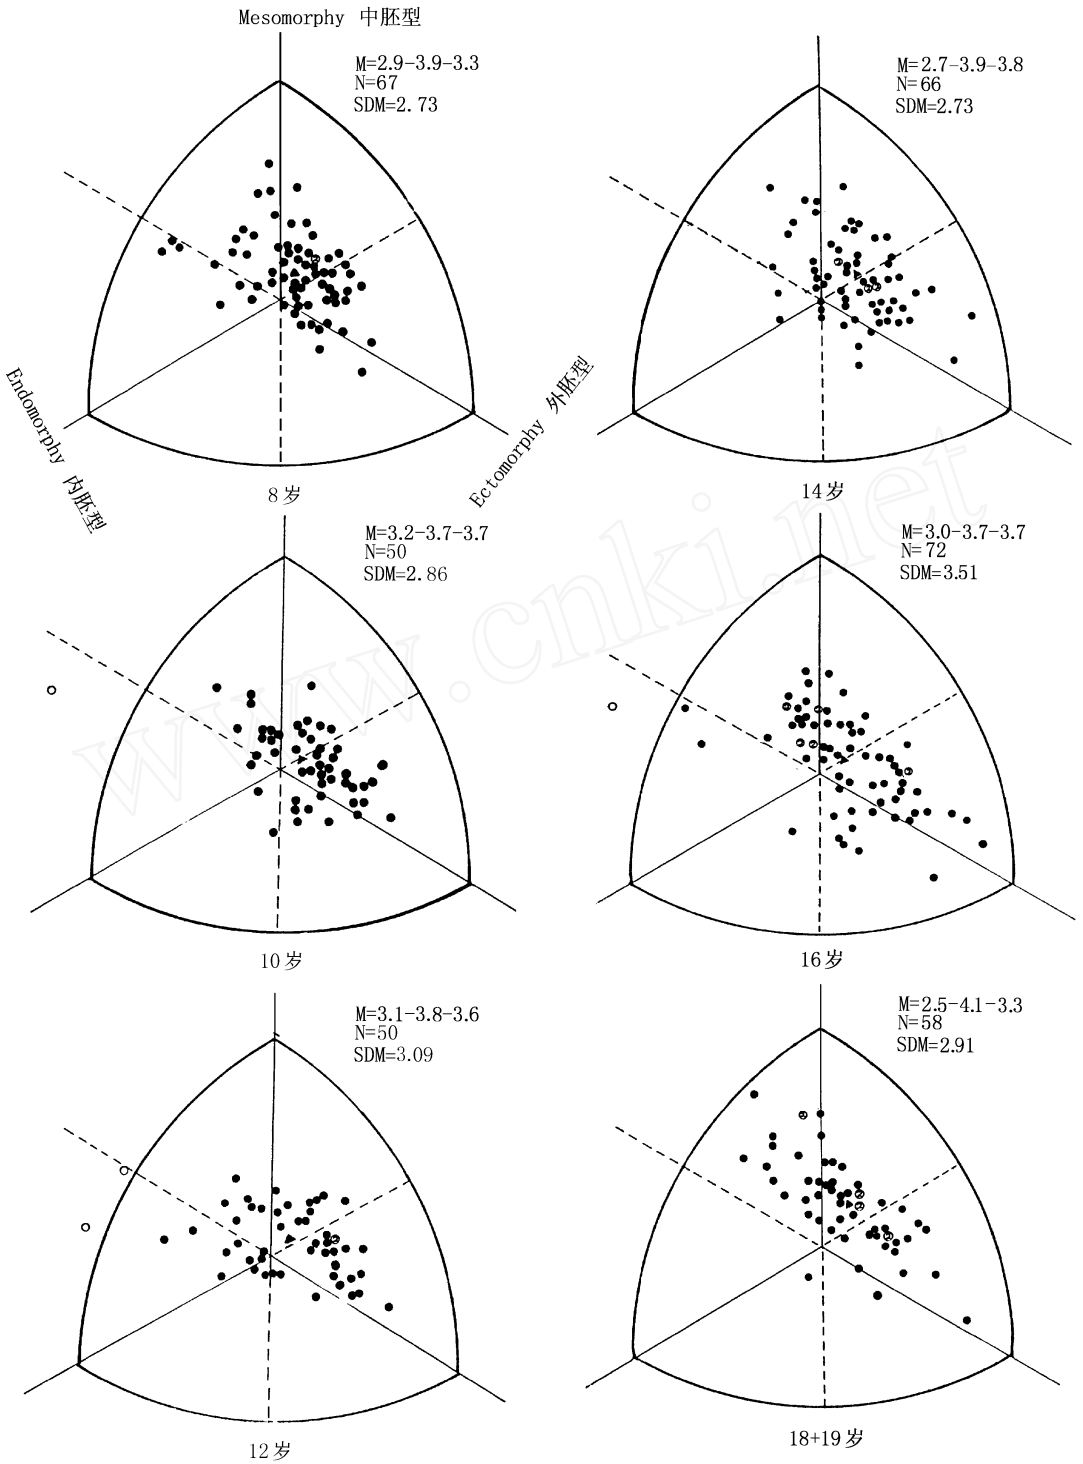 Mesomorphy 中胚型
M=2.9-3.9-3.3
N=67
SDM=2.73
M=2.7-3.9-3.8
N=66
SDM=2.73
Endomorphy 内胚型
Ectomorphy 外胚型
8岁
14岁
M=3.2-3.7-3.7
N=50
SDM=2.86
M=3.0-3.7-3.7
N=72
SDM=3.51
www.cnki.net
10岁
16岁
M=3.1-3.8-3.6
N=50
SDM=3.09
M=2.5-4.1-3.3
N=58
SDM=2.91
12岁
18+19岁